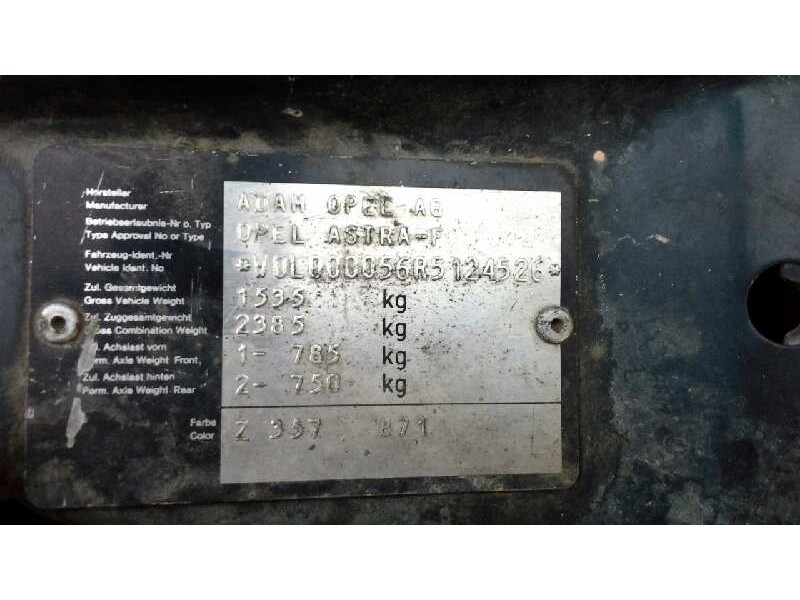 Hersteller
Manufacturer ADAM OPEL AG
Betriebserlaubnis-Nr o. Typ
Type Approval No or Type OPEL ASTRA-F
Fahrzeug-Ident.-Nr
Vehicle Ident. No *W0L000056R5124526*
Zul. Gesamtgewicht
Gross Vehicle Weight 1535 kg
Zul. Zuggesamtgewicht
Gross Combination Weight 2385 kg
Zul. Achslast vorn
Perm. Axle Weight Front, 1- 785 kg
Zul. Achslast hinten
Perm. Axle Weight Rear 2- 750 kg
Farbe
Color Z 357 871